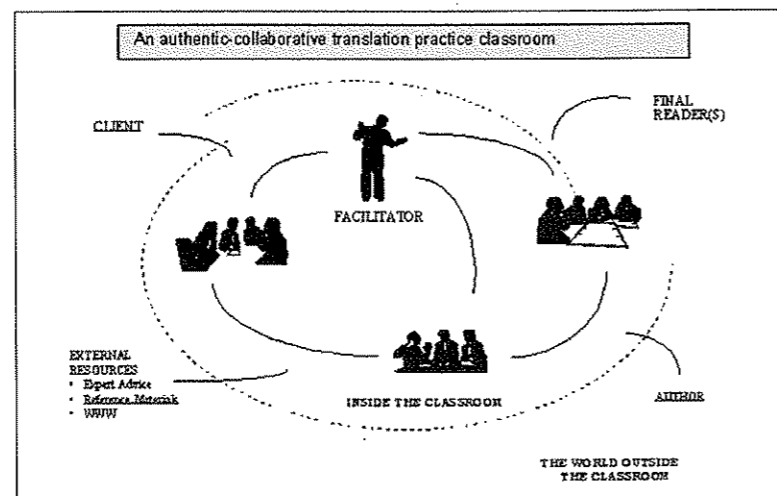 An authentic-collaborative translation practice classroom
CLIENT
FINAL
READER(S)
FACILITATOR
EXTERNAL
RESOURCES
• Expert Advice
• Reference Materials
• WWW
INSIDE THE CLASSROOM
AUTHOR
THE WORLD OUTSIDE
THE CLASSROOM